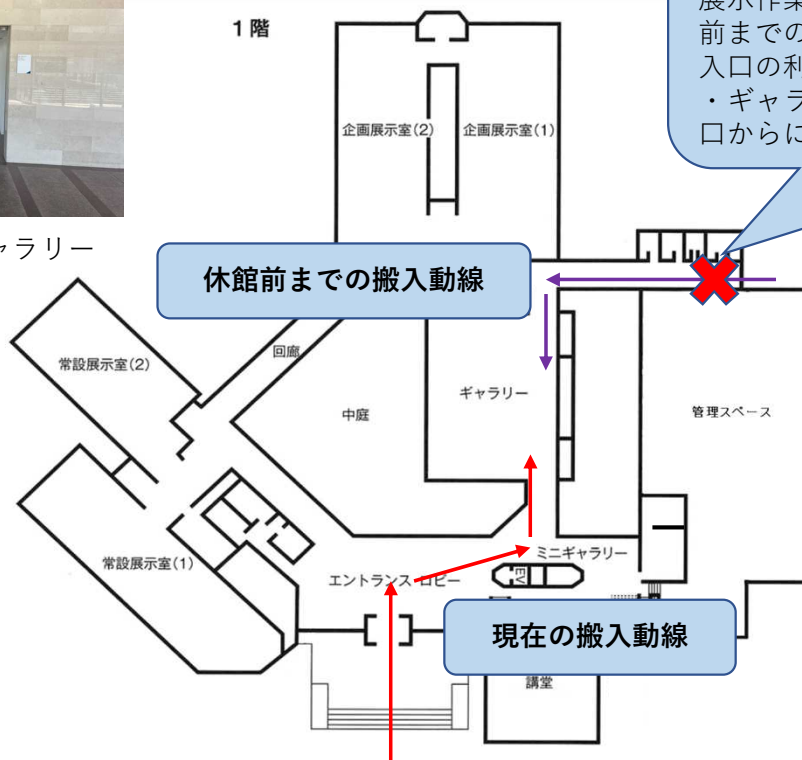 1階
展示作業
前までの
入口の利
・ギャラ
口からに
企画展示室(2)
企画展示室(1)
ャラリー
休館前までの搬入動線
常設展示室(2)
回廊
中庭
ギャラリー
管理スペース
常設展示室(1)
エントランス・ロビー
ミニギャラリー
EV
現在の搬入動線
講堂